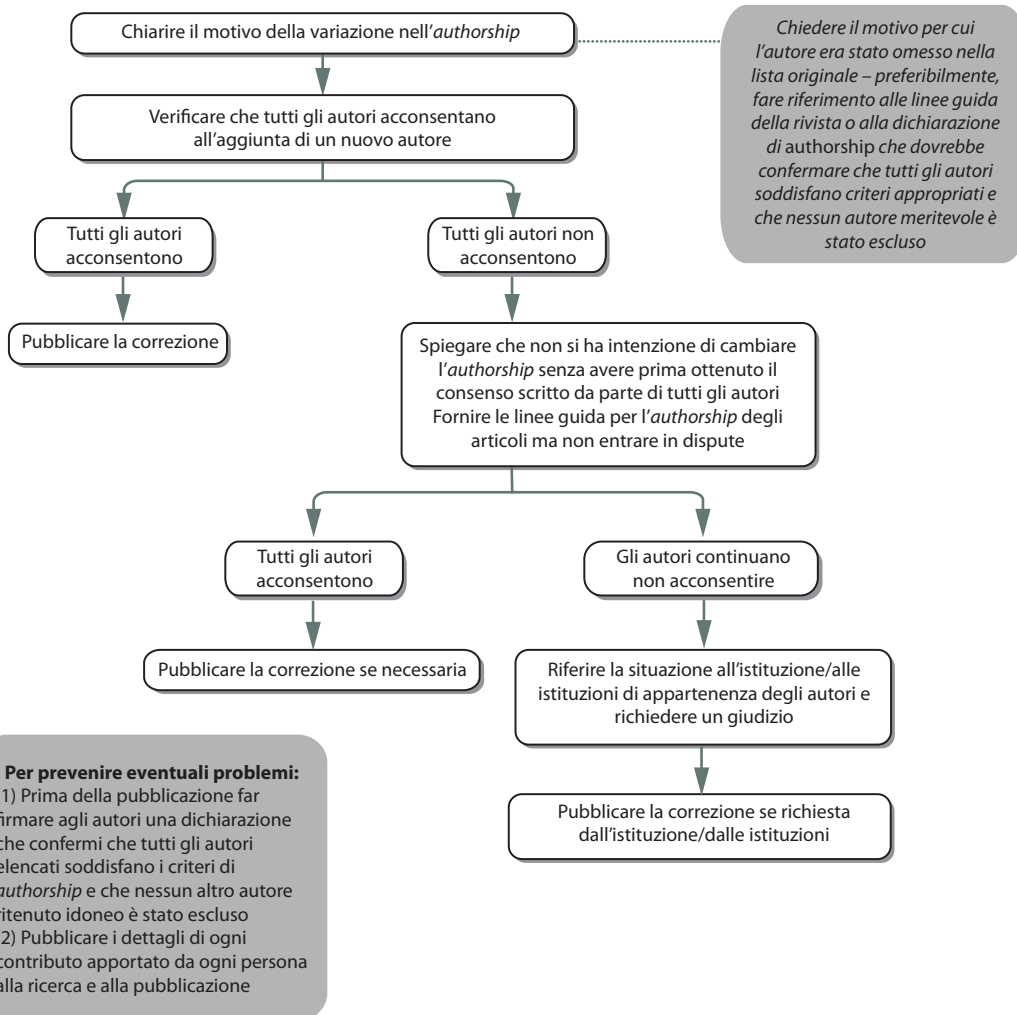 Chiarire il motivo della variazione nell'authorship
Chiedere il motivo per cui
l'autore era stato omesso nella
lista originale – preferibilmente,
fare riferimento alle linee guida
della rivista o alla dichiarazione
di authorship che dovrebbe
confermare che tutti gli autori
soddisfano criteri appropriati e
che nessun autore meritevole è
stato escluso
Verificare che tutti gli autori acconsentano
all'aggiunta di un nuovo autore
Tutti gli autori
acconsentono
Tutti gli autori non
acconsentono
Pubblicare la correzione
Spiegare che non si ha intenzione di cambiare
l'authorship senza avere prima ottenuto il
consenso scritto da parte di tutti gli autori
Fornire le linee guida per l'authorship degli
articoli ma non entrare in dispute
Tutti gli autori
acconsentono
Gli autori continuano
non acconsentire
Pubblicare la correzione se necessaria
Riferire la situazione all'istituzione/alle
istituzioni di appartenenza degli autori e
richiedere un giudizio
Pubblicare la correzione se richiesta
dall'istituzione/dalle istituzioni
Per prevenire eventuali problemi:
1) Prima della pubblicazione far
firmare agli autori una dichiarazione
che confermi che tutti gli autori
elencati soddisfano i criteri di
authorship e che nessun altro autore
ritenuto idoneo è stato escluso
2) Pubblicare i dettagli di ogni
contributo apportato da ogni persona
alla ricerca e alla pubblicazione